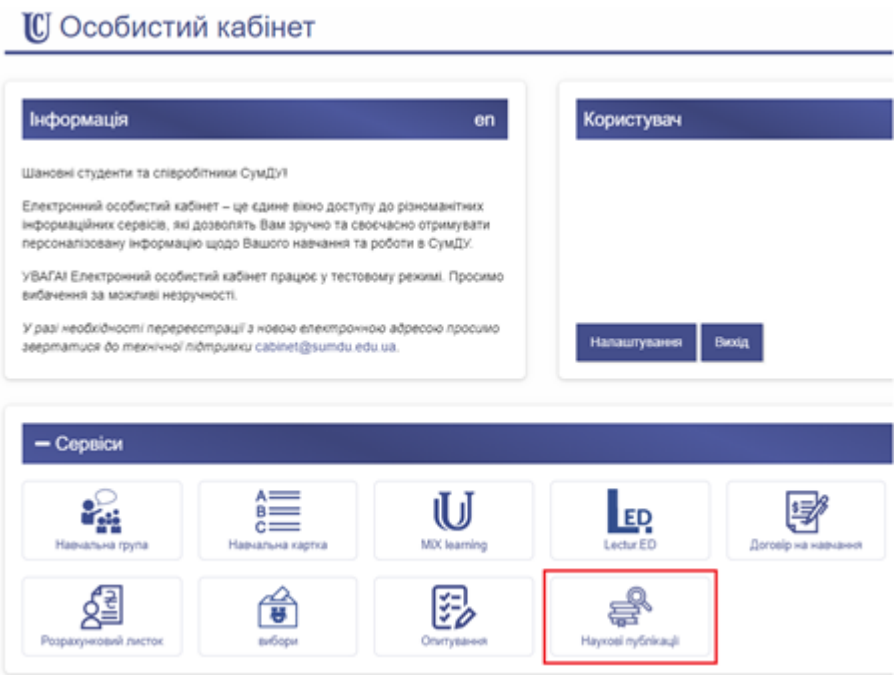 Особистий кабінет
Інформація en
Шановні студенти та співробітники СумДУ!
Електронний особистий кабінет – це єдине вікно доступу до різноманітних
інформаційних сервісів, які дозволять Вам зручно та своєчасно отримувати
персоналізовану інформацію щодо Вашого навчання та роботи в СумДУ.
УВАГА! Електронний особистий кабінет працює у тестовому режимі. Просимо
вибачення за можливі незручності.
У разі необхідності перереєстрації з новою електронною адресою просимо
звертатися до технічної підтримки cabinet@sumdu.edu.ua.
Користувач
Налаштування Вихід
Сервіси
Навчальна група
A
B
C
Навчальна картка
MIX learning
LED
Lectur.ED
Договір на навчання
Розрахунковий листок
вибори
Опитування
Наукові публікації